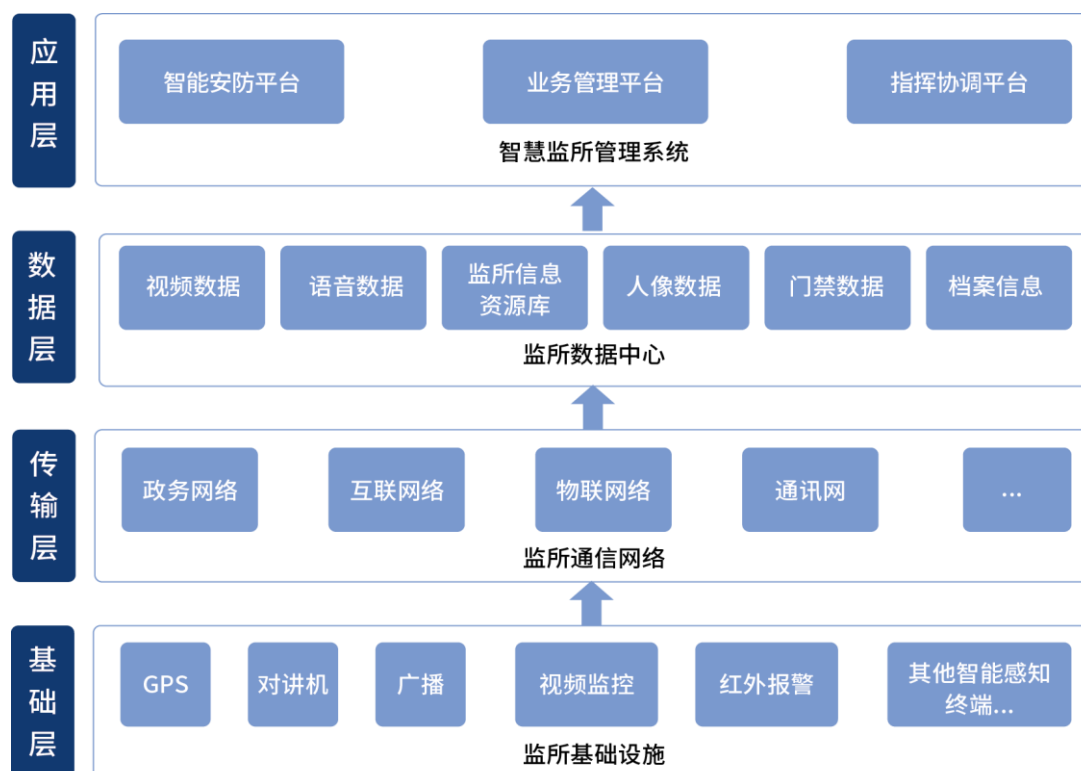 应用层
智能安防平台
业务管理平台
指挥协调平台
智慧监所管理系统
数据层
视频数据
语音数据
监所信息
资源库
人像数据
门禁数据
档案信息
监所数据中心
传输层
政务网络
互联网络
物联网络
通讯网
...
监所通信网络
基础层
GPS
对讲机
广播
视频监控
红外报警
其他智能感知
终端...
监所基础设施